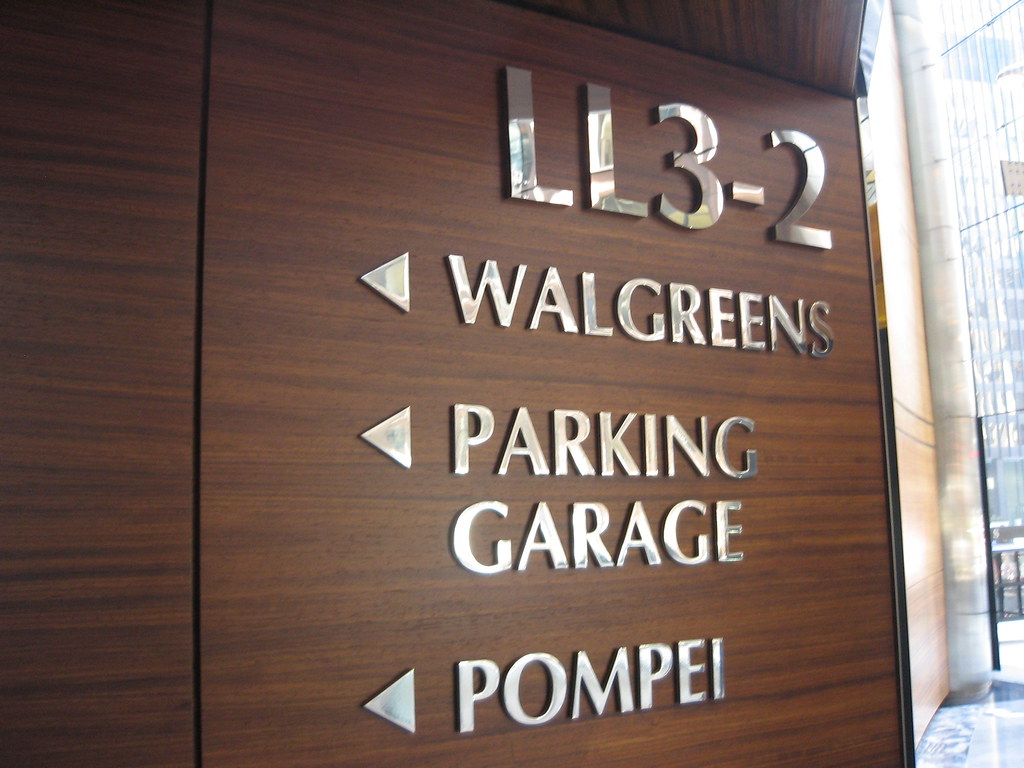 LL3-2
WALGREENS
PARKING
GARAGE
POMPEI